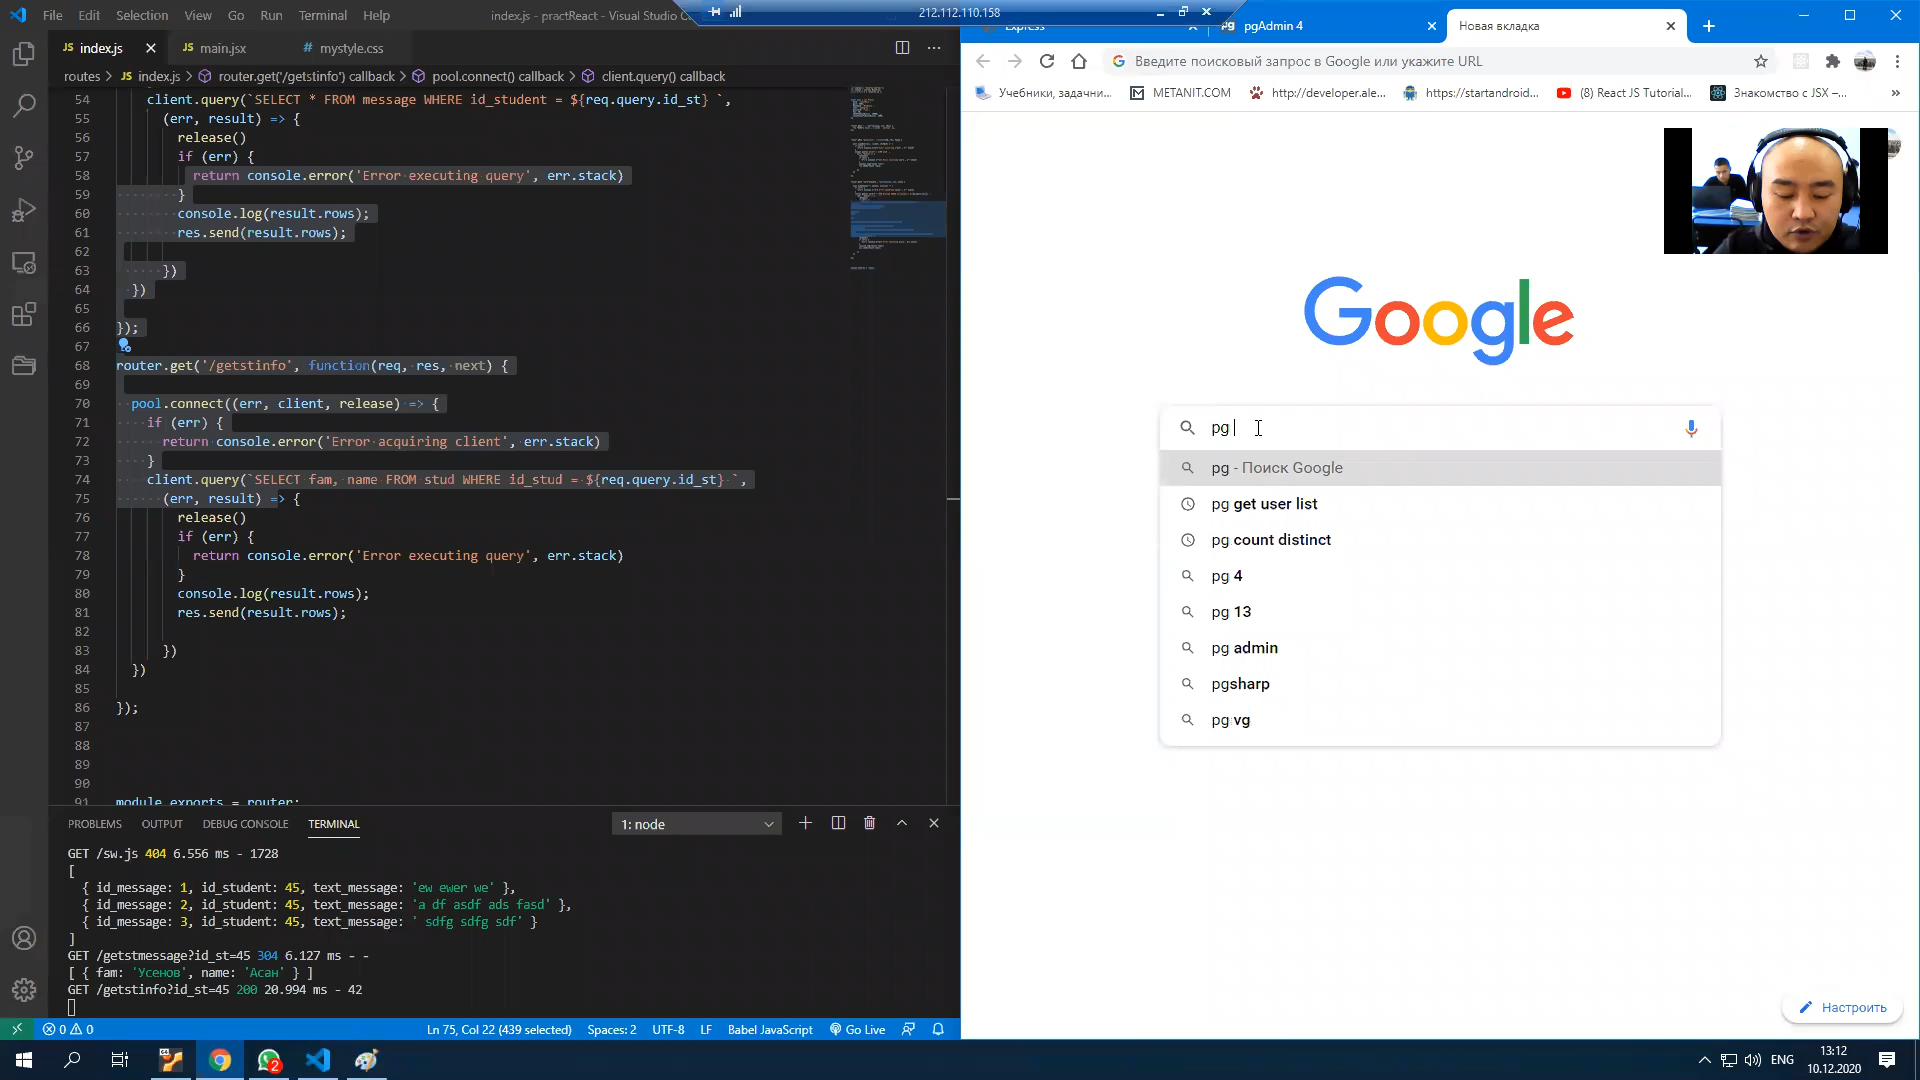 File Edit Selection View Go Run Terminal Help
index.js - practReact - Visual Studio C
212.112.110.158
index.js
main.jsx
mystyle.css
routes > index.js > router.get('/getstinfo') callback > pool.connect() callback > client.query() callback
54 client.query(`SELECT * FROM message WHERE id_student = ${req.query.id_st} `,
55 (err, result) => {
56 release()
57 if (err) {
58 return console.error('Error executing query', err.stack)
59 }
60 console.log(result.rows);
61 res.send(result.rows);
62
63 })
64 })
65
66 });
67
68 router.get('/getstinfo', function(req, res, next) {
69
70 pool.connect((err, client, release) => {
71 if (err) {
72 return console.error('Error acquiring client', err.stack)
73 }
74 client.query(`SELECT fam, name FROM stud WHERE id_stud = ${req.query.id_st} `,
75 (err, result) => {
76 release()
77 if (err) {
78 return console.error('Error executing query', err.stack)
79 }
80 console.log(result.rows);
81 res.send(result.rows);
82
83 })
84 })
85
86 });
87
88
89
90
91 module.exports = router;
PROBLEMS OUTPUT DEBUG CONSOLE TERMINAL
1: node
GET /sw.js 404 6.556 ms - 1728
[
{ id_message: 1, id_student: 45, text_message: 'ew ewer we' },
{ id_message: 2, id_student: 45, text_message: 'a df asdf ads fasd' },
{ id_message: 3, id_student: 45, text_message: ' sdfg sdfg sdf' }
]
GET /getstmessage?id_st=45 304 6.127 ms - -
[ { fam: 'Усенов', name: 'Асан' } ]
GET /getstinfo?id_st=45 200 20.994 ms - 42
0 0
Ln 75, Col 22 (439 selected) Spaces: 2 UTF-8 LF Babel JavaScript Go Live
Express
pgAdmin 4
Новая вкладка
Введите поисковый запрос в Google или укажите URL
Учебники, задачни...
METANIT.COM
http://developer.ale...
https://startandroid...
(8) React JS Tutorial...
Знакомство с JSX –...
»
Google
pg
pg - Поиск Google
pg get user list
pg count distinct
pg 4
pg 13
pg admin
pgsharp
pg vg
Настроить
2
ENG
13:12
10.12.2020